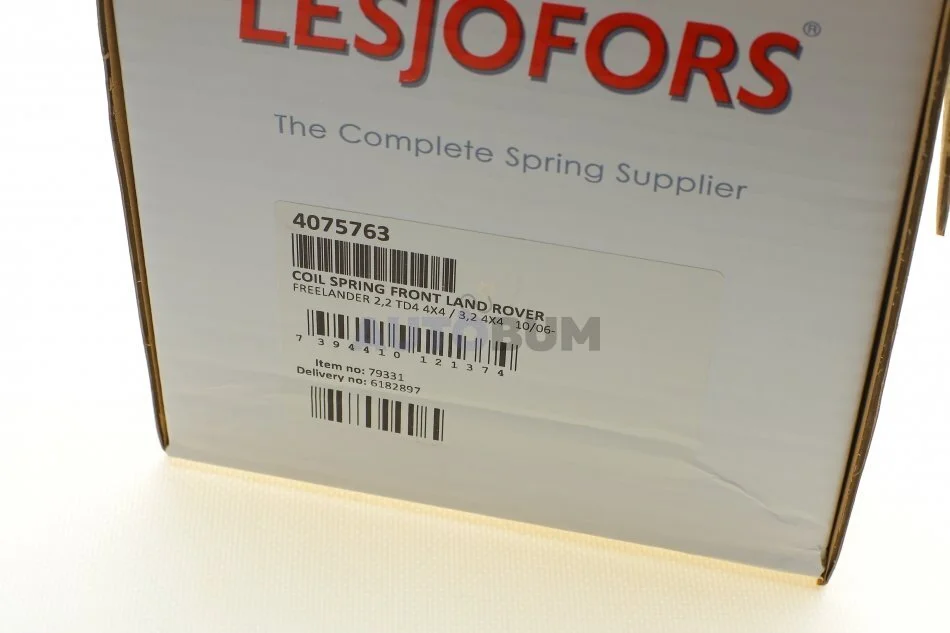 LESJOFORS®
The Complete Spring Supplier
4075763
COIL SPRING FRONT LAND ROVER
FREELANDER 2,2 TD4 4X4 / 3,2 4X4 10/06-
AUTOBUM
7 394410 121374
Item no: 79331
Delivery no: 6182897